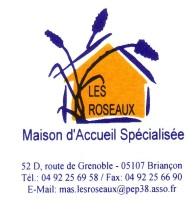 LES
ROSEAUX
Maison d'Accueil Spécialisée
52 D, route de Grenoble - 05107 Briançon
Tél.: 04 92 25 69 58 / Fax: 04 92 25 66 90
E-Mail: mas.lesroseaux@pep38.asso.fr